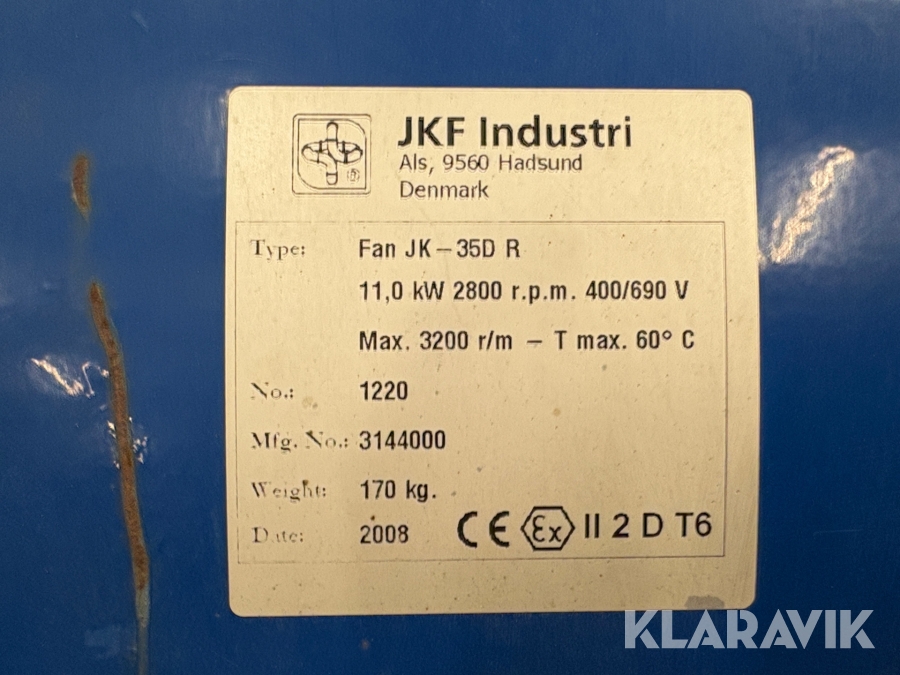 JKF Industri
Als, 9560 Hadsund
Denmark
Type: Fan JK-35D R
11,0 kW 2800 r.p.m. 400/690 V
Max. 3200 r/m - T max. 60° C
No.: 1220
Mfg. No.: 3144000
Weight: 170 kg.
Date: 2008 CE Ex II 2 D T6
KLARAVIK